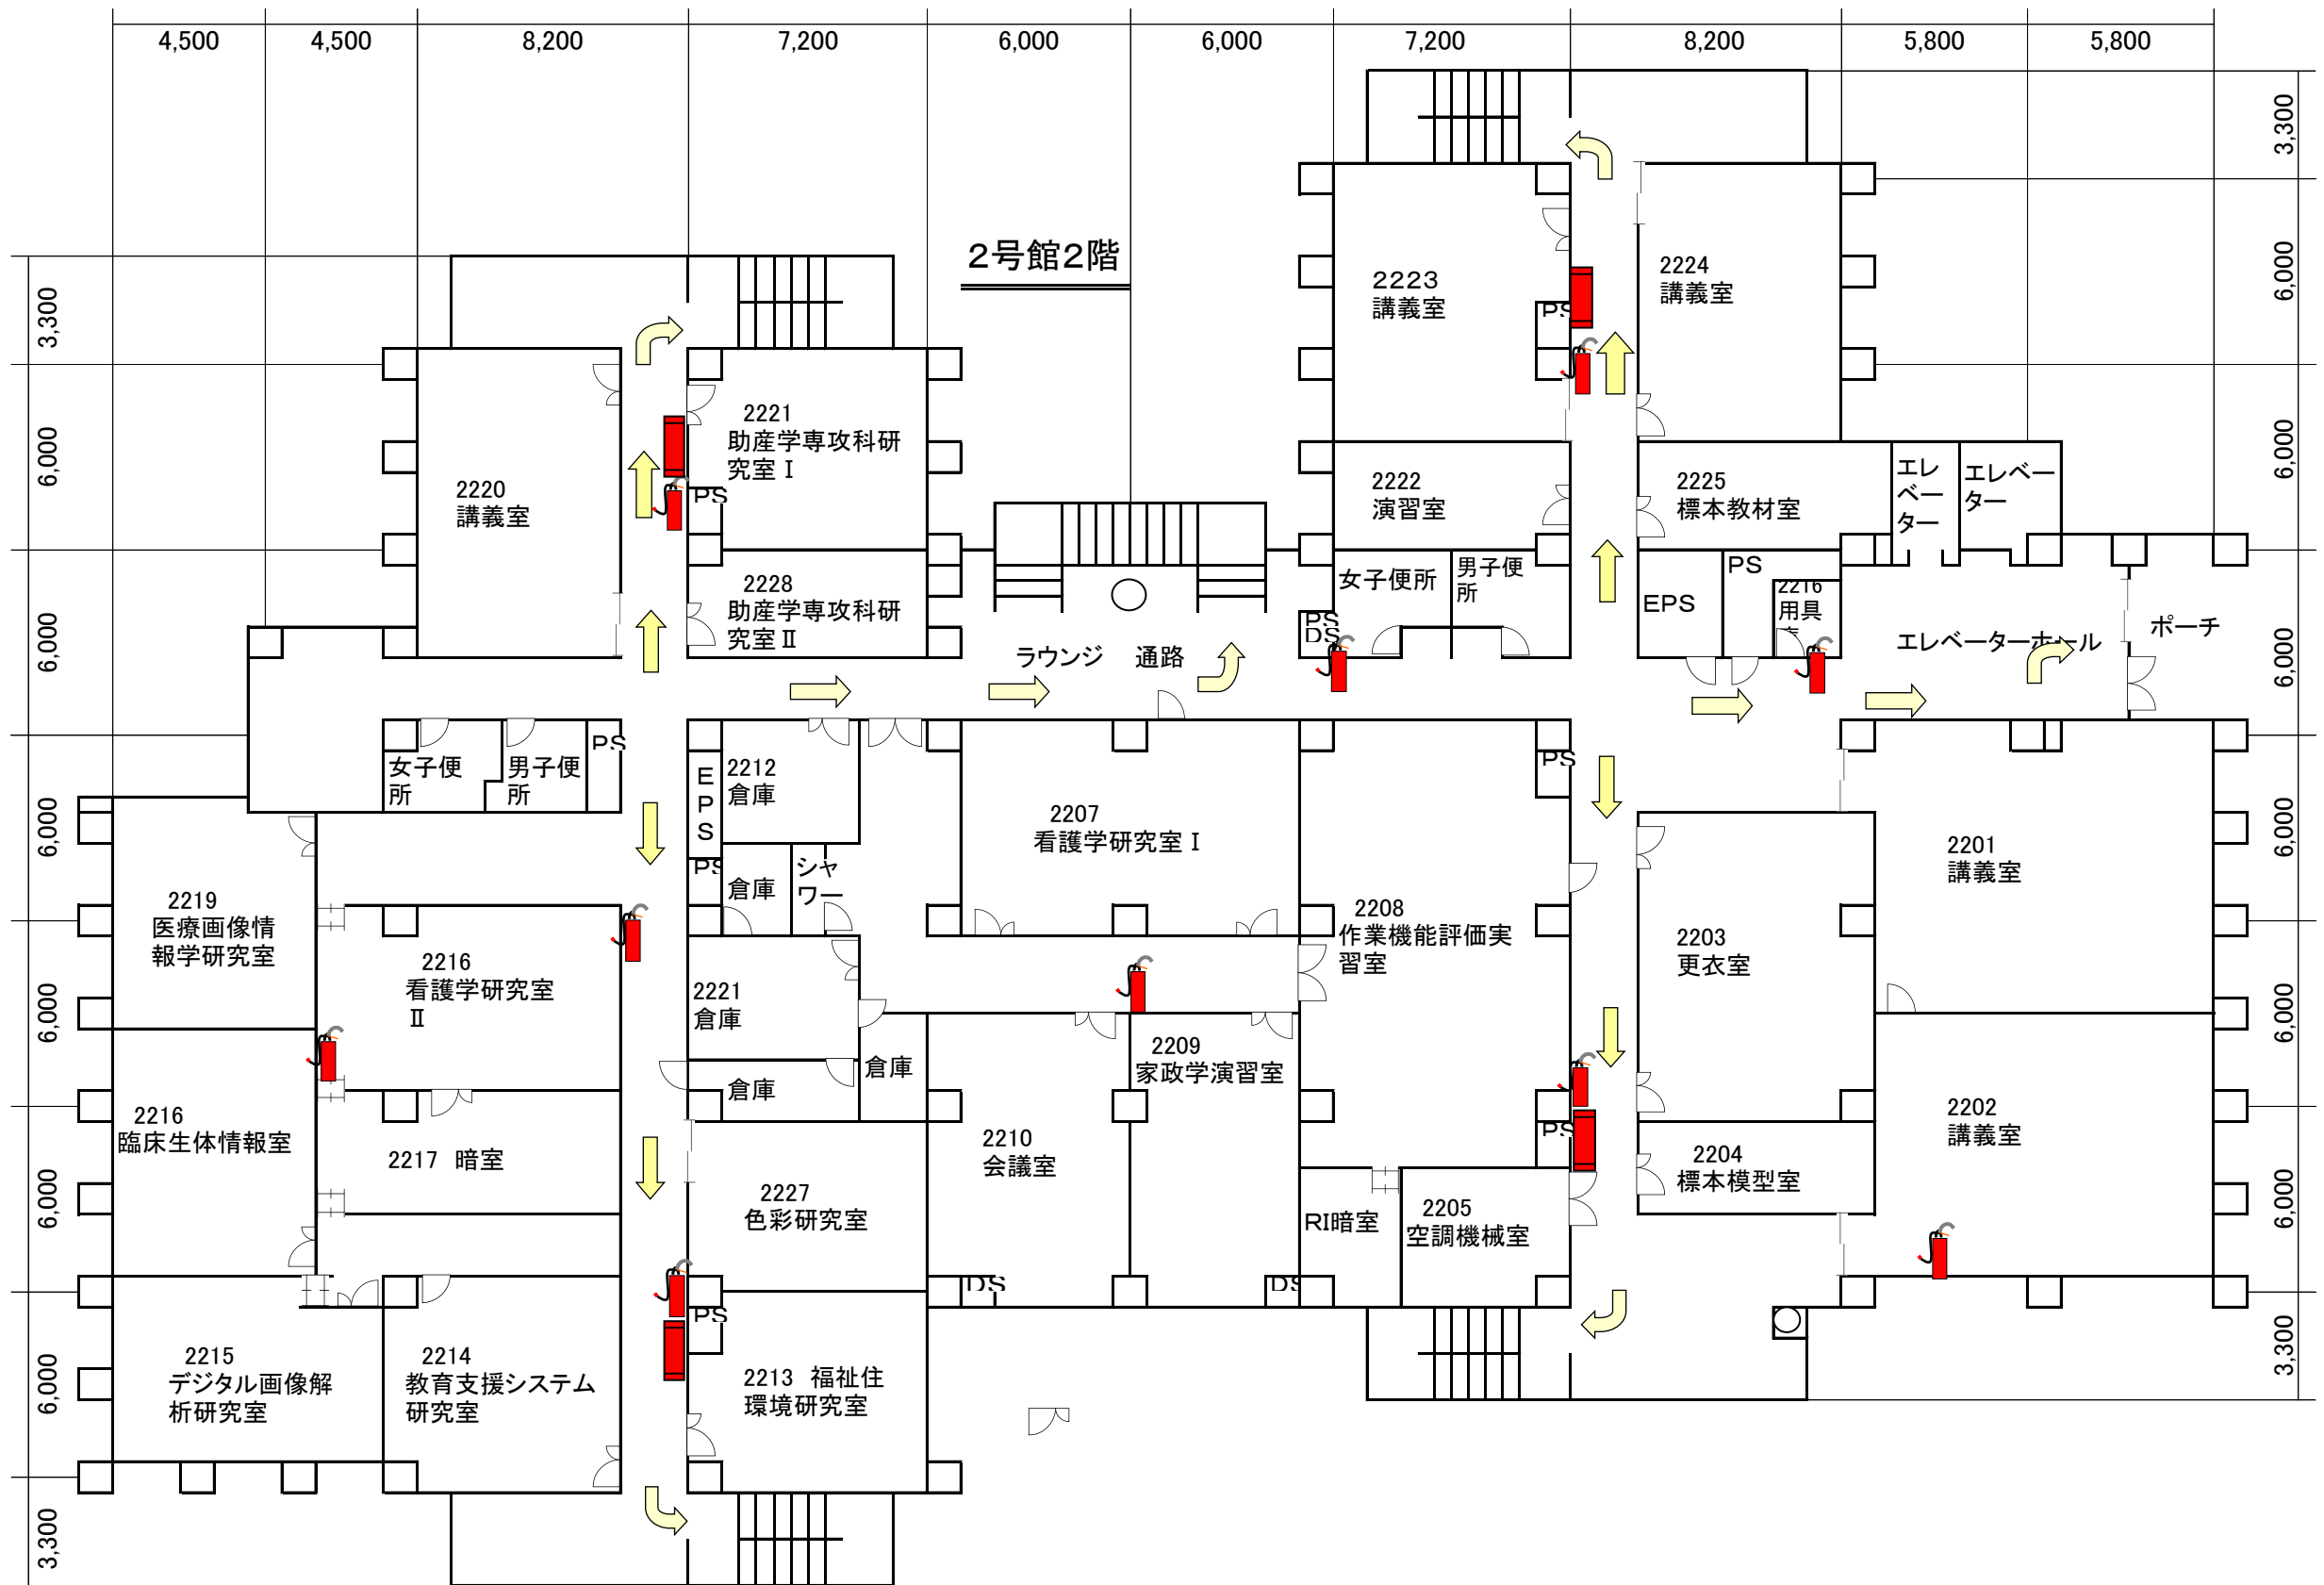 4,500
4,500
8,200
7,200
6,000
6,000
7,200
8,200
5,800
5,800
3,300
6,000
6,000
6,000
6,000
6,000
6,000
3,300
3,300
6,000
6,000
6,000
6,000
6,000
6,000
3,300
２号館２階
2223
講義室
PS
2224
講義室
2221
助産学専攻科研
究室Ⅰ
PS
2220
講義室
2222
演習室
2225
標本教材室
エレ
ベー
ター
エレベー
ター
2228
助産学専攻科研
究室Ⅱ
女子便所
男子便
所
PS
DS
EPS
PS
2216
用具
エレベーターホール
ポーチ
ラウンジ　通路
女子便
所
男子便
所
PS
E
P
S
2212
倉庫
PS
倉庫
シャ
ワー
2207
看護学研究室Ⅰ
PS
2201
講義室
2219
医療画像情
報学研究室
2208
作業機能評価実
習室
2203
更衣室
2216
看護学研究室
Ⅱ
2221
倉庫
倉庫
倉庫
2209
家政学演習室
2216
臨床生体情報室
2217 暗室
2210
会議室
PS
2202
講義室
2204
標本模型室
2227
色彩研究室
RI暗室
2205
空調機械室
DS
DS
PS
2215
デジタル画像解
析研究室
2214
教育支援システム
研究室
2213 福祉住
環境研究室